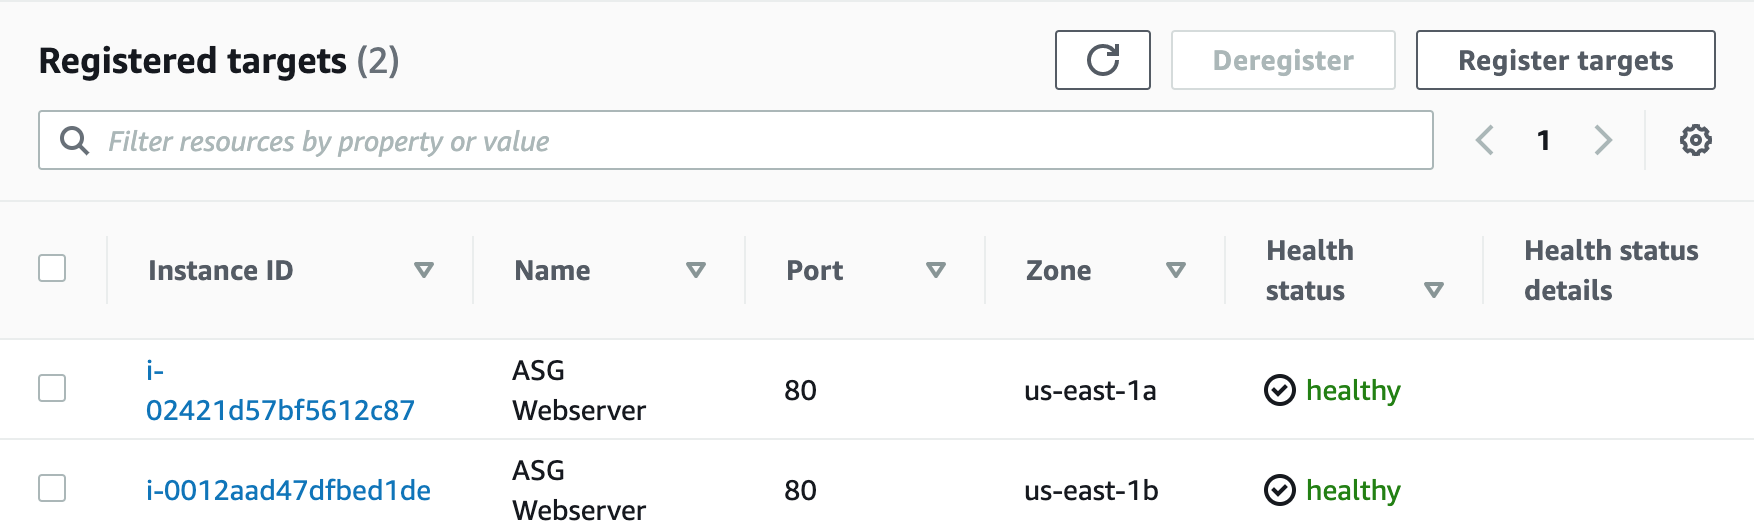 Registered targets (2)
Deregister
Register targets
Filter resources by property or value
1
Instance ID
Name
Port
Zone
Health
status
Health status
details
i-
02421d57bf5612c87
ASG
Webserver
80
us-east-1a
healthy
i-0012aad47dfbed1de
ASG
Webserver
80
us-east-1b
healthy